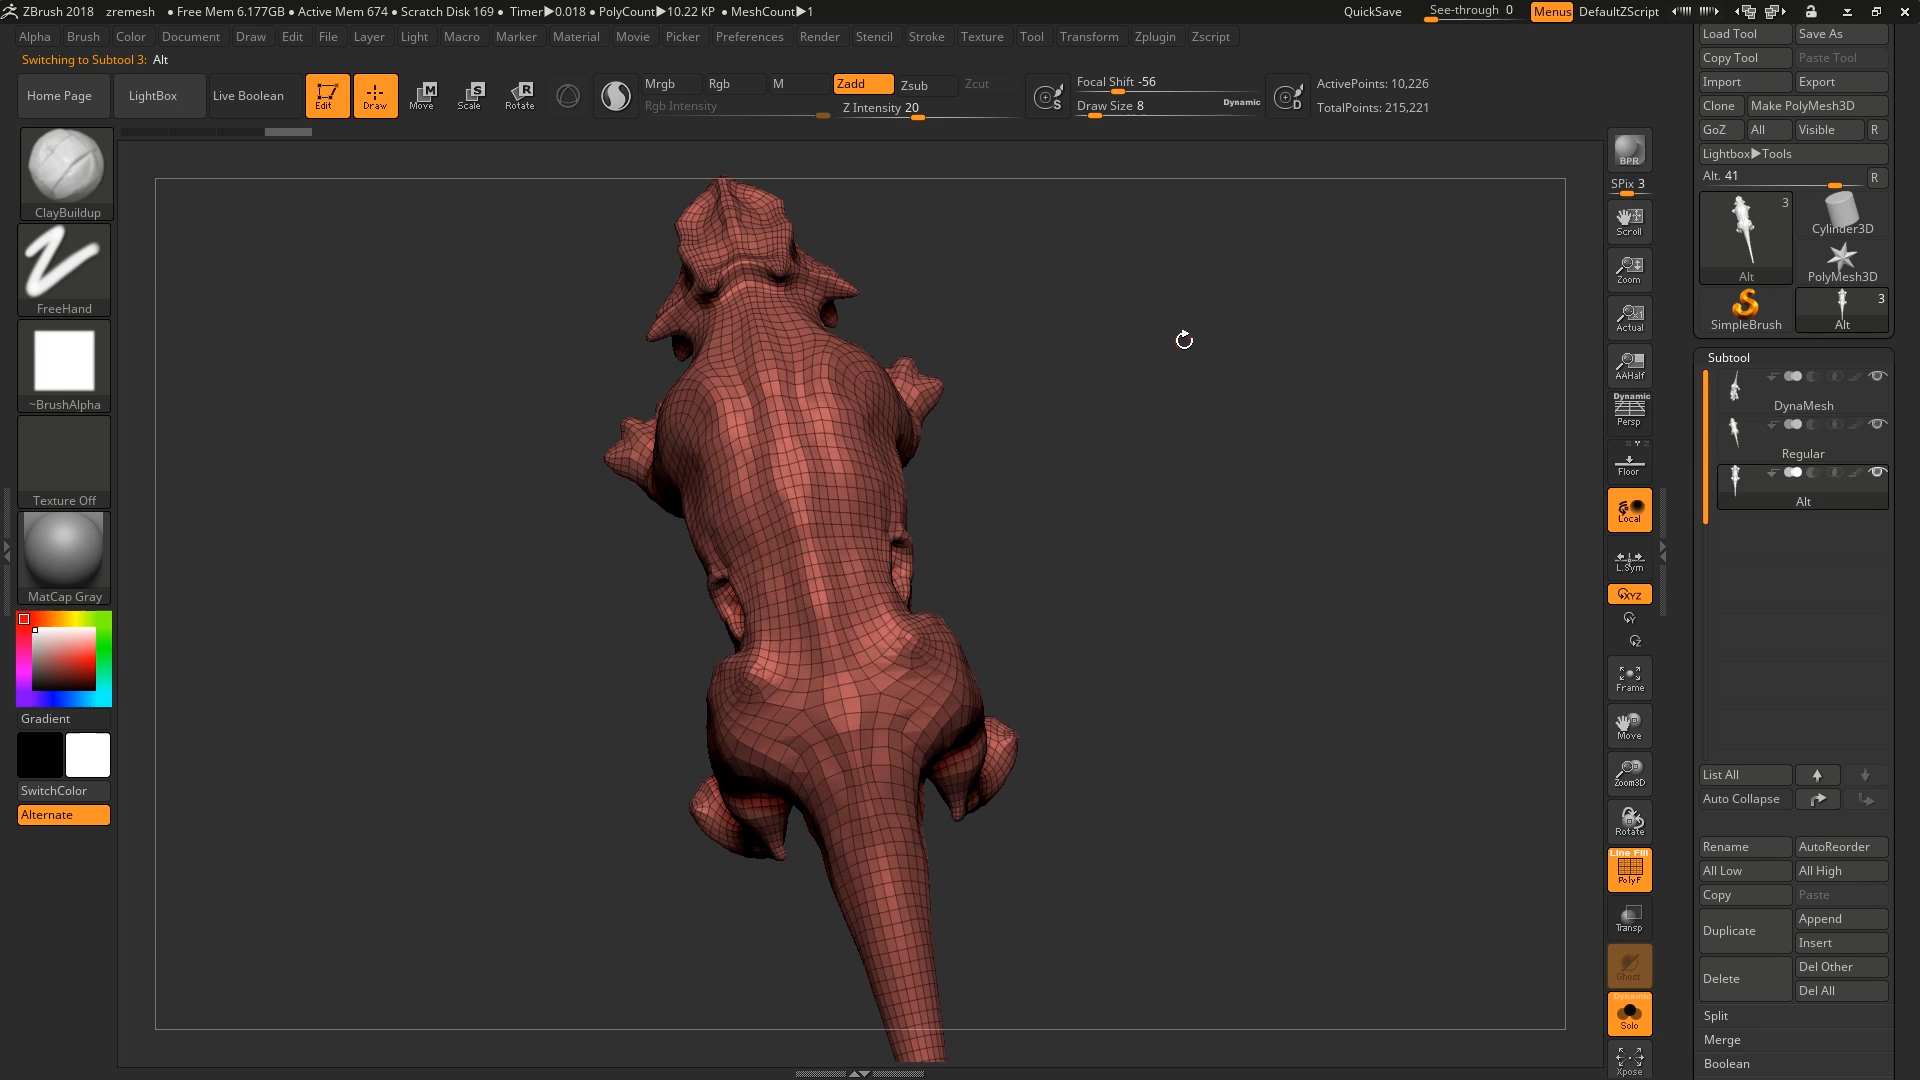 ZBrush 2018 zremesh • Free Mem 6.177GB • Active Mem 674 • Scratch Disk 169 • Timer▶0.018 • PolyCount▶10.22 KP • MeshCount▶1 QuickSave See-through 0 Menus DefaultZScript
Alpha Brush Color Document Draw Edit File Layer Light Macro Marker Material Movie Picker Preferences Render Stencil Stroke Texture Tool Transform Zplugin Zscript
Switching to Subtool 3: Alt
Home Page LightBox Live Boolean Edit Draw Move Scale Rotate
Mrgb Rgb M Zadd Zsub Zcut
Rgb Intensity Z Intensity 20
Focal Shift -56
Draw Size 8 Dynamic
ActivePoints: 10,226
TotalPoints: 215,221
ClayBuildup
FreeHand
~BrushAlpha
Texture Off
MatCap Gray
Gradient
SwitchColor
Alternate
BPR
SPix 3
Scroll
Zoom
Actual
AAHalf
Dynamic
Persp
Floor
Local
L.Sym
XYZ
Y
Z
Frame
Move
Zoom3D
Rotate
Line Fill
PolyF
Transp
Ghost
Dynamic
Solo
Xpose
Load Tool Save As
Copy Tool Paste Tool
Import Export
Clone Make PolyMesh3D
GoZ All Visible R
Lightbox▶Tools
Alt. 41 R
3
Cylinder3D
Alt PolyMesh3D
3
SimpleBrush Alt
Subtool
DynaMesh
Regular
Alt
List All
Auto Collapse
Rename AutoReorder
All Low All High
Copy Paste
Duplicate Append
Insert
Delete Del Other
Del All
Split
Merge
Boolean